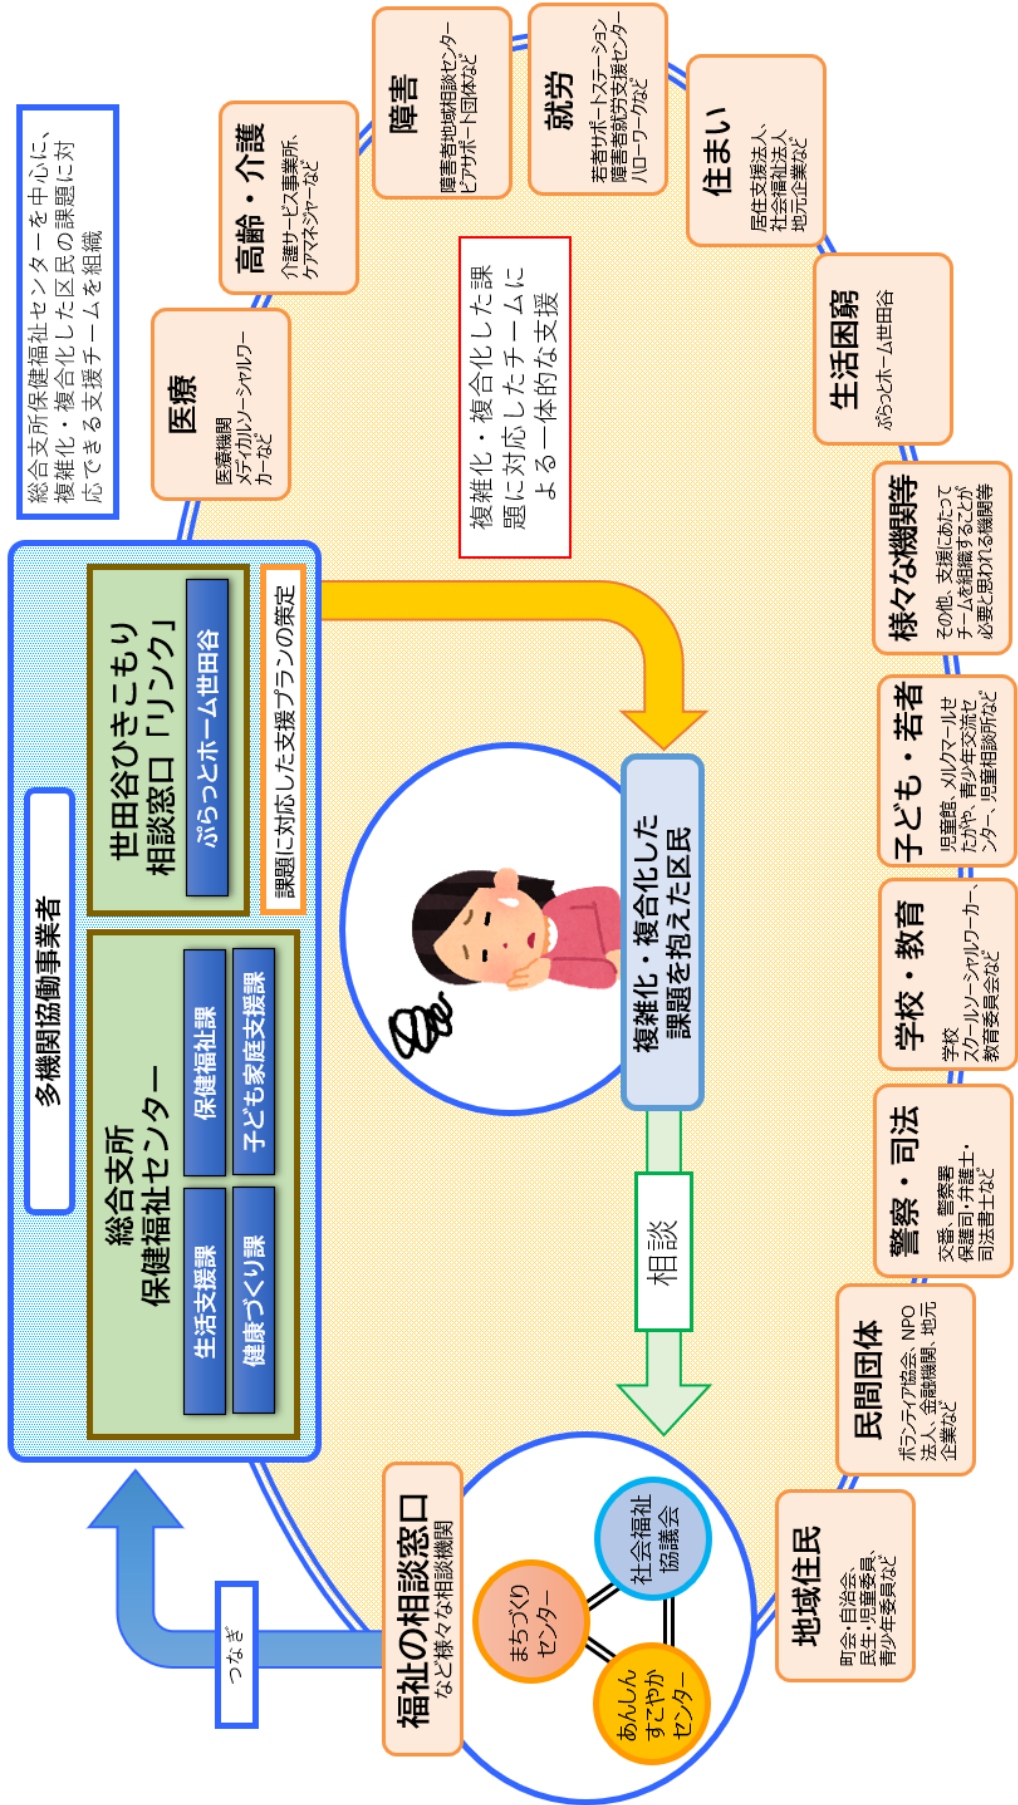 多機関協働事業者
総合支所
保健福祉センター
生活支援課
保健福祉課
健康づくり課
子ども家庭支援課
世田谷ひきこもり
相談窓口「リンク」
ぷらっとホーム世田谷
課題に対応した支援プランの策定
総合支所保健福祉センターを中心に、
複雑化・複合化した区民の課題に対
応できる支援チームを組織
つなぎ
福祉の相談窓口
など様々な相談機関
まちづくり
センター
あんしん
すこやか
センター
社会福祉
協議会
相談
複雑化・複合化した
課題を抱えた区民
複雑化・複合化した課
題に対応したチームに
よる一体的な支援
医療
医療機関
メディカルソーシャルワー
カーなど
高齢・介護
介護サービス事業所、
ケアマネジャーなど
障害
障害者地域相談センター
ピアサポート団体など
就労
若者サポートステーション
障害者就労支援センター
ハローワークなど
住まい
居住支援法人、
社会福祉法人
地元企業など
生活困窮
ぷらっとホーム世田谷
様々な機関等
その他、支援にあたって
チームを組織することが
必要と思われる機関等
子ども・若者
児童館、メルクマールせ
たがや、青少年交流セ
ンター、児童相談所など
学校・教育
学校
スクールソーシャルワーカー、
教育委員会など
警察・司法
交番、警察署
保護司・弁護士・
司法書士など
民間団体
ボランティア協会、NPO
法人、金融機関、地元
企業など
地域住民
町会・自治会、
民生・児童委員、
青少年委員など